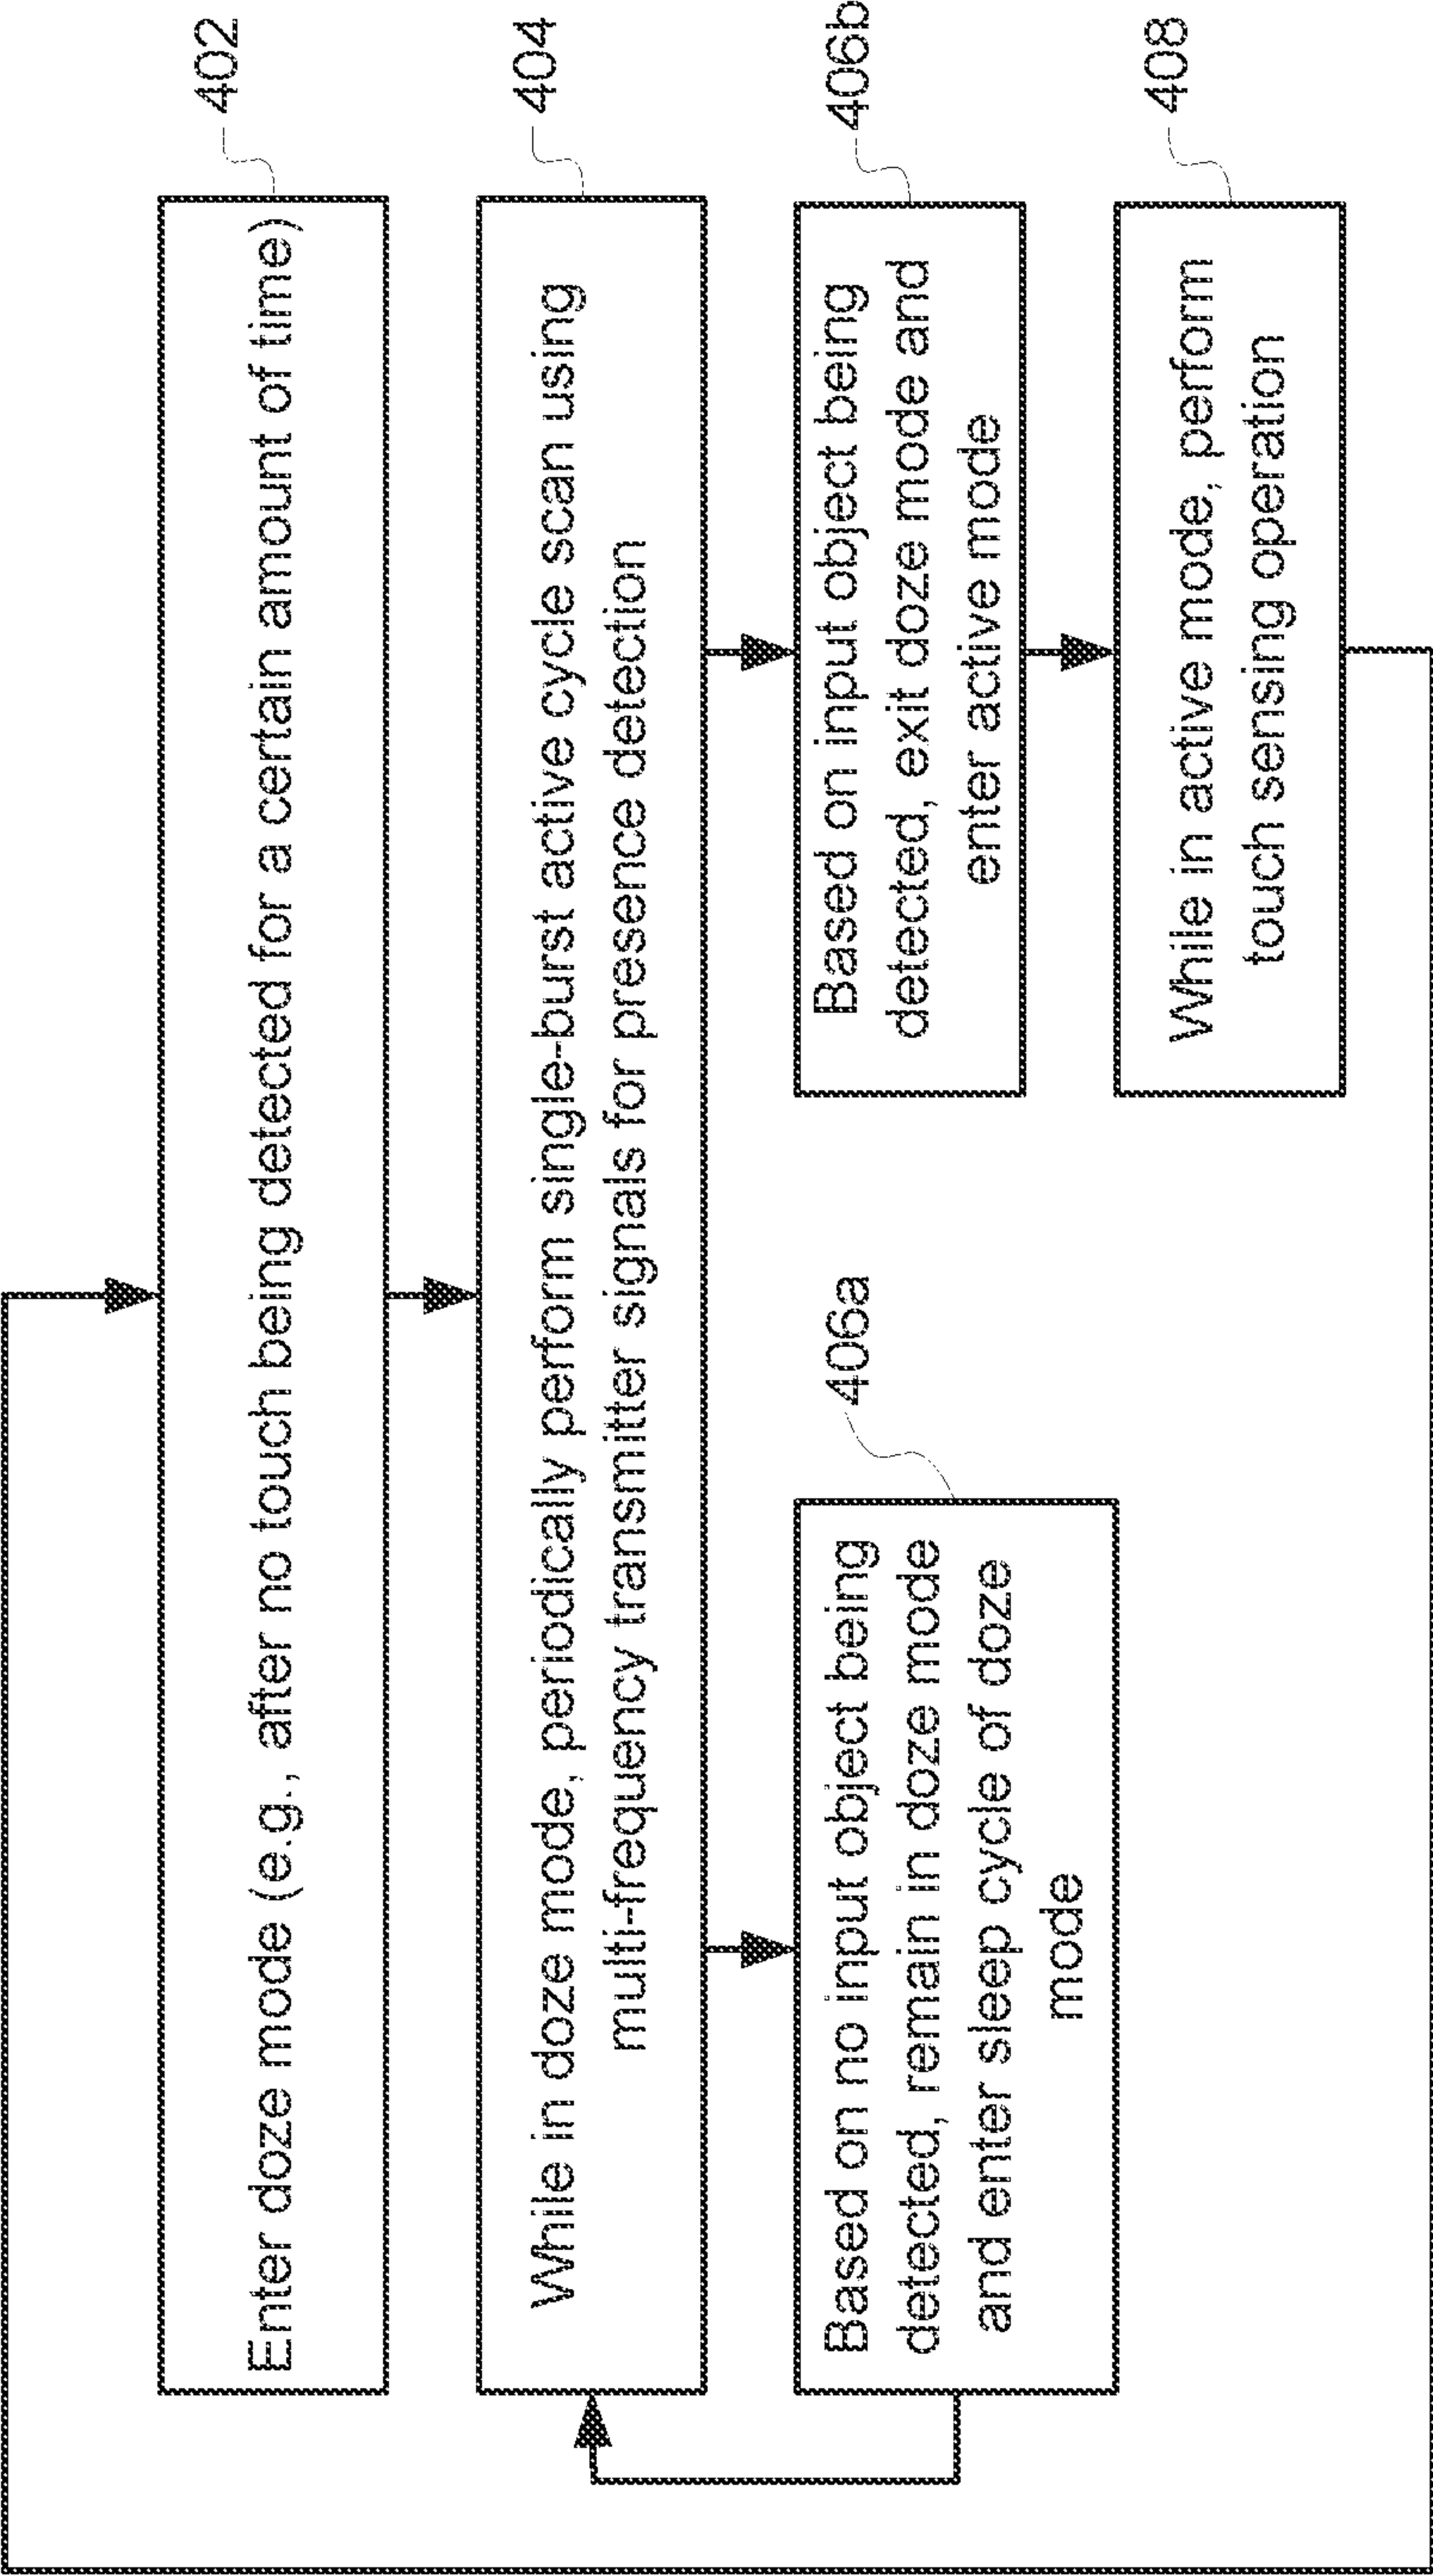 402
Enter doze mode (e.g., after no touch being detected for a certain amount of time)
404
While in doze mode, periodically perform single-burst active cycle scan using
multi-frequency transmitter signals for presence detection
406a
Based on no input object being
detected, remain in doze mode
and enter sleep cycle of doze
mode
406b
Based on input object being
detected, exit doze mode and
enter active mode
408
While in active mode, perform
touch sensing operation